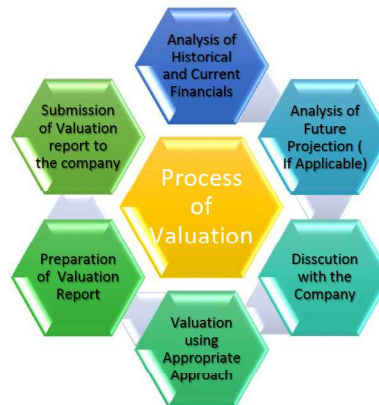 Analysis of
Historical
and Current
Financials
Analysis of
Future
Projection (
If Applicable)
Disscution
with the
Company
Valuation
using
Appropriate
Approach
Preparation
of Valuation
Report
Submission
of Valuation
report to
the company
Process
of
Valuation